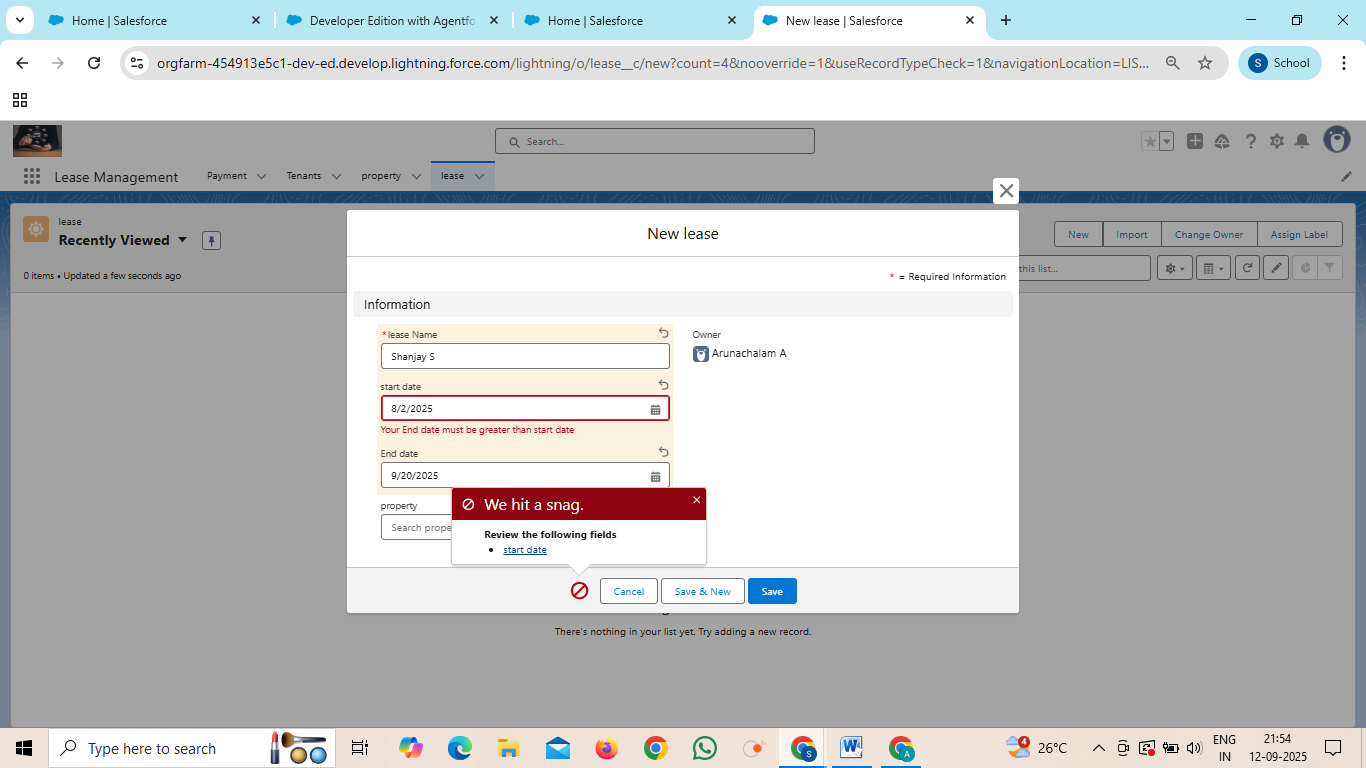 Home | Salesforce
Developer Edition with Agentfo
Home | Salesforce
New lease | Salesforce
orgfarm-454913e5c1-dev-ed.develop.lightning.force.com/lightning/o/lease__c/new?count=4&nooverride=1&useRecordTypeCheck=1&navigationLocation=LIS...
S School
Search...
Lease Management
Payment
Tenants
property
lease
lease
Recently Viewed
New
Import
Change Owner
Assign Label
0 items • Updated a few seconds ago
this list...
New lease
* = Required Information
Information
*lease Name
Shanjay S
Owner
Arunachalam A
start date
8/2/2025
Your End date must be greater than start date
End date
9/20/2025
property
Search prope
We hit a snag.
Review the following fields
• start date
Cancel
Save & New
Save
There's nothing in your list yet. Try adding a new record.
Type here to search
S
A
4
26°C
ENG
IN
21:54
12-09-2025